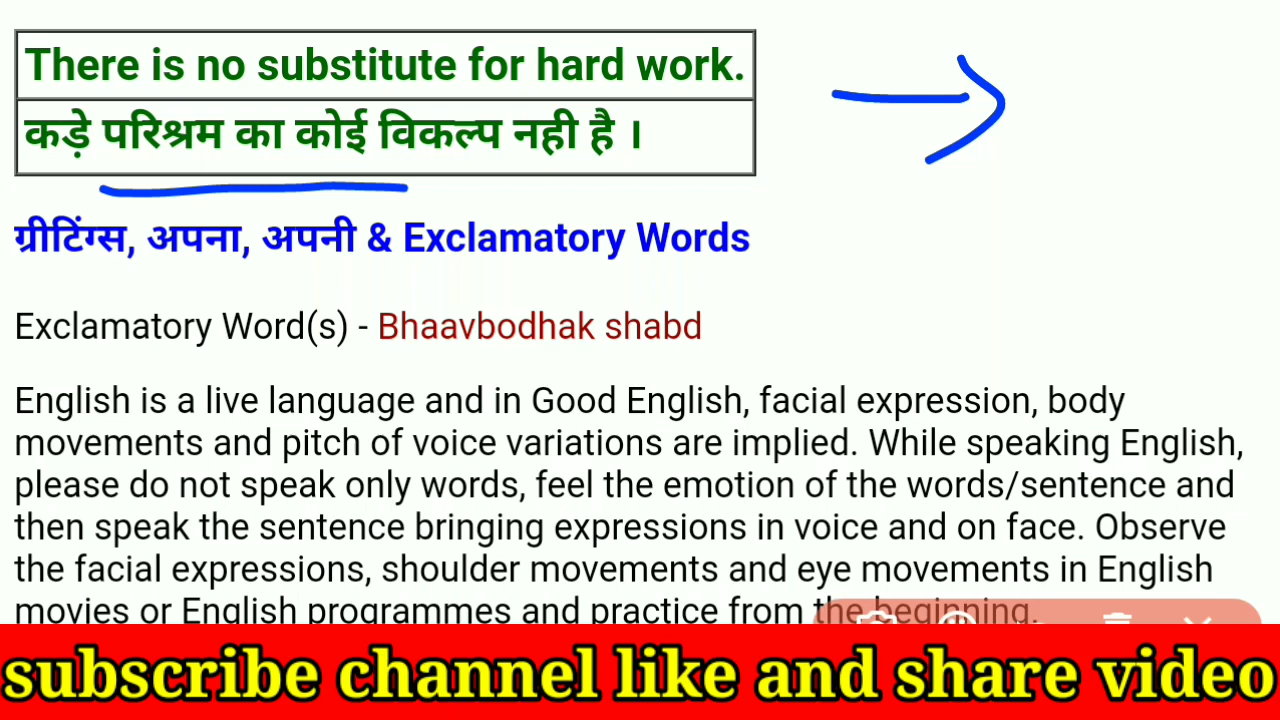 There is no substitute for hard work.
कड़े परिश्रम का कोई विकल्प नही है ।
ग्रीटिंग्स, अपना, अपनी & Exclamatory Words
Exclamatory Word(s) - Bhaavbodhak shabd
English is a live language and in Good English, facial expression, body
movements and pitch of voice variations are implied. While speaking English,
please do not speak only words, feel the emotion of the words/sentence and
then speak the sentence bringing expressions in voice and on face. Observe
the facial expressions, shoulder movements and eye movements in English
movies or English programmes and practice from the beginning.
subscribe channel like and share video